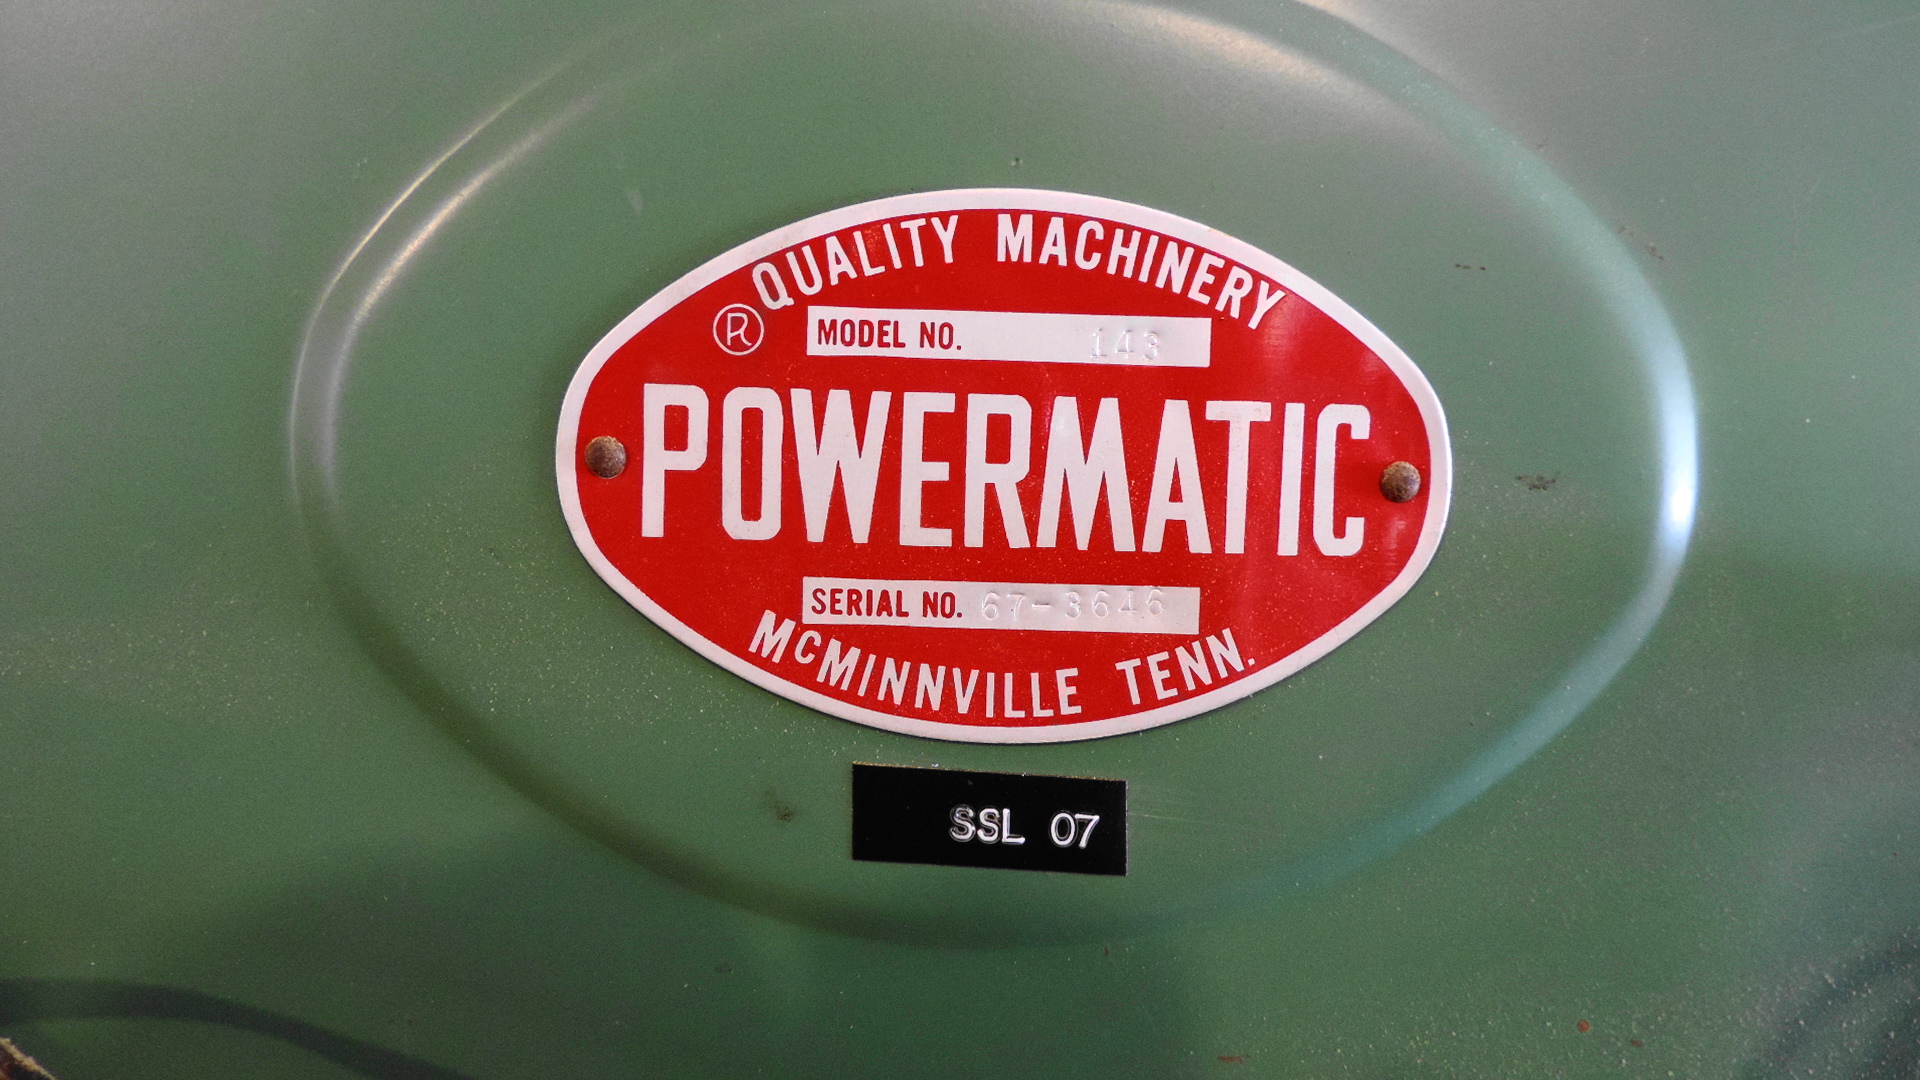 QUALITY MACHINERY
®
MODEL NO. 143
POWERMATIC
SERIAL NO. 67-3646
McMINNVILLE TENN.
SSL 07